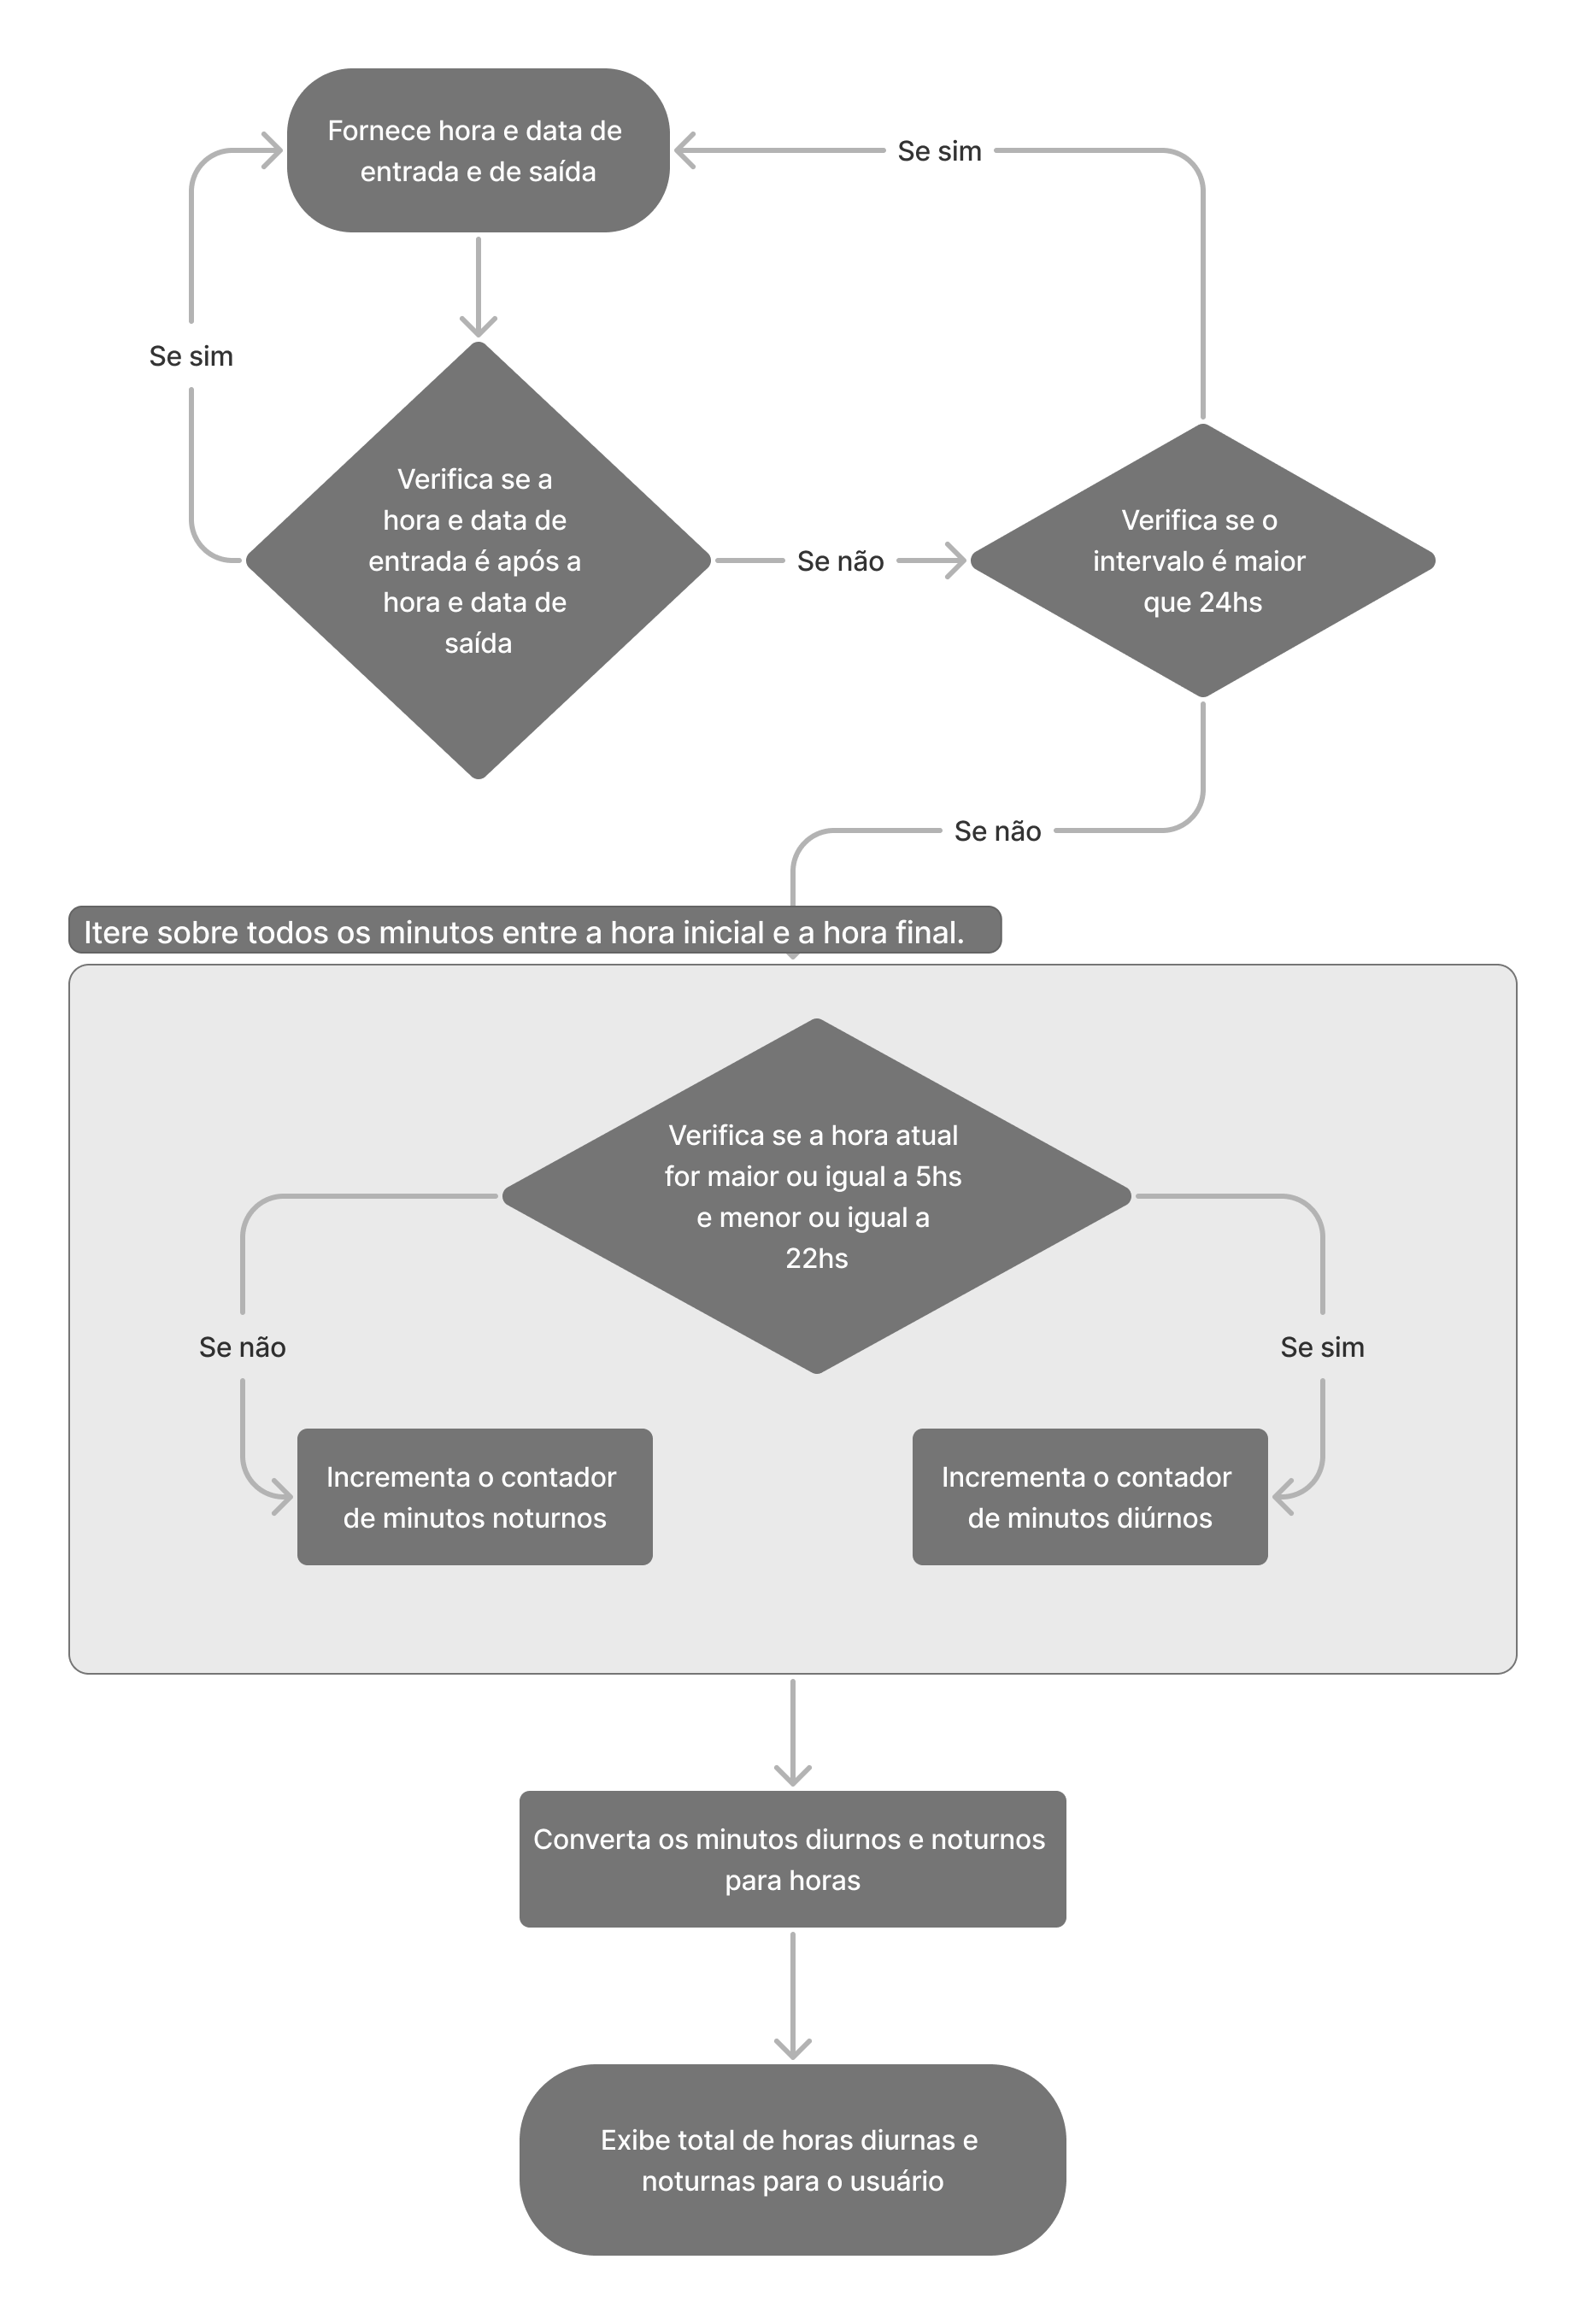 Fornece hora e data de
entrada e de saída
Se sim
Se sim
Verifica se a
hora e data de
entrada é após a
hora e data de
saída
Se não
Verifica se o
intervalo é maior
que 24hs
Se não
Itere sobre todos os minutos entre a hora inicial e a hora final.
Verifica se a hora atual
for maior ou igual a 5hs
e menor ou igual a
22hs
Se não
Se sim
Incrementa o contador
de minutos noturnos
Incrementa o contador
de minutos diúrnos
Converta os minutos diurnos e noturnos
para horas
Exibe total de horas diurnas e
noturnas para o usuário